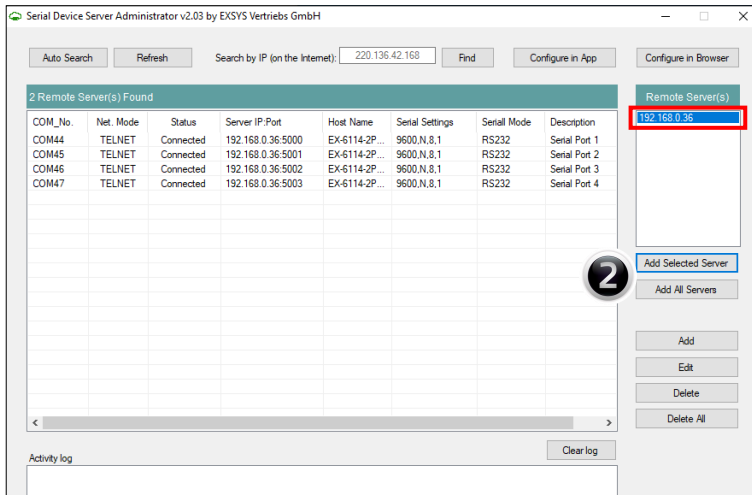 Serial Device Server Administrator v2.03 by EXSYS Vertriebs GmbH
Auto Search Refresh Search by IP (on the Internet): 220.136.42.168 Find Configure in App Configure in Browser
2 Remote Server(s) Found Remote Server(s)
COM_No. Net. Mode Status Server IP:Port Host Name Serial Settings Seriall Mode Description
192.168.0.36
COM44 TELNET Connected 192.168.0.36:5000 EX-6114-2P... 9600,N,8,1 RS232 Serial Port 1
COM45 TELNET Connected 192.168.0.36:5001 EX-6114-2P... 9600,N,8,1 RS232 Serial Port 2
COM46 TELNET Connected 192.168.0.36:5002 EX-6114-2P... 9600,N,8,1 RS232 Serial Port 3
COM47 TELNET Connected 192.168.0.36:5003 EX-6114-2P... 9600,N,8,1 RS232 Serial Port 4
Add Selected Server
2
Add All Servers
Add
Edit
Delete
Delete All
Clear log
Activity log